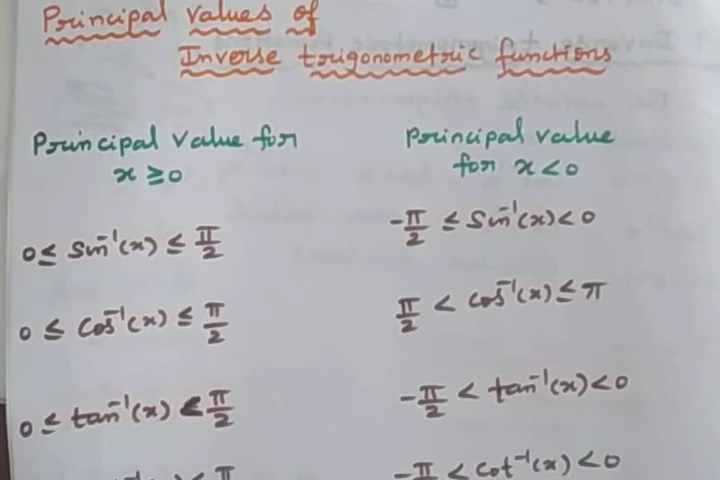 Principal values of
Inverse trigonometric functions
Principal value for
x ≥ 0
Principal value
for x < 0
0 ≤ Sin⁻¹(x) ≤ π/2
-π/2 ≤ Sin⁻¹(x) < 0
0 ≤ Cos⁻¹(x) ≤ π/2
π/2 < Cos⁻¹(x) ≤ π
0 ≤ tan⁻¹(x) < π/2
-π/2 < tan⁻¹(x) < 0
-π < Cot⁻¹(x) < 0